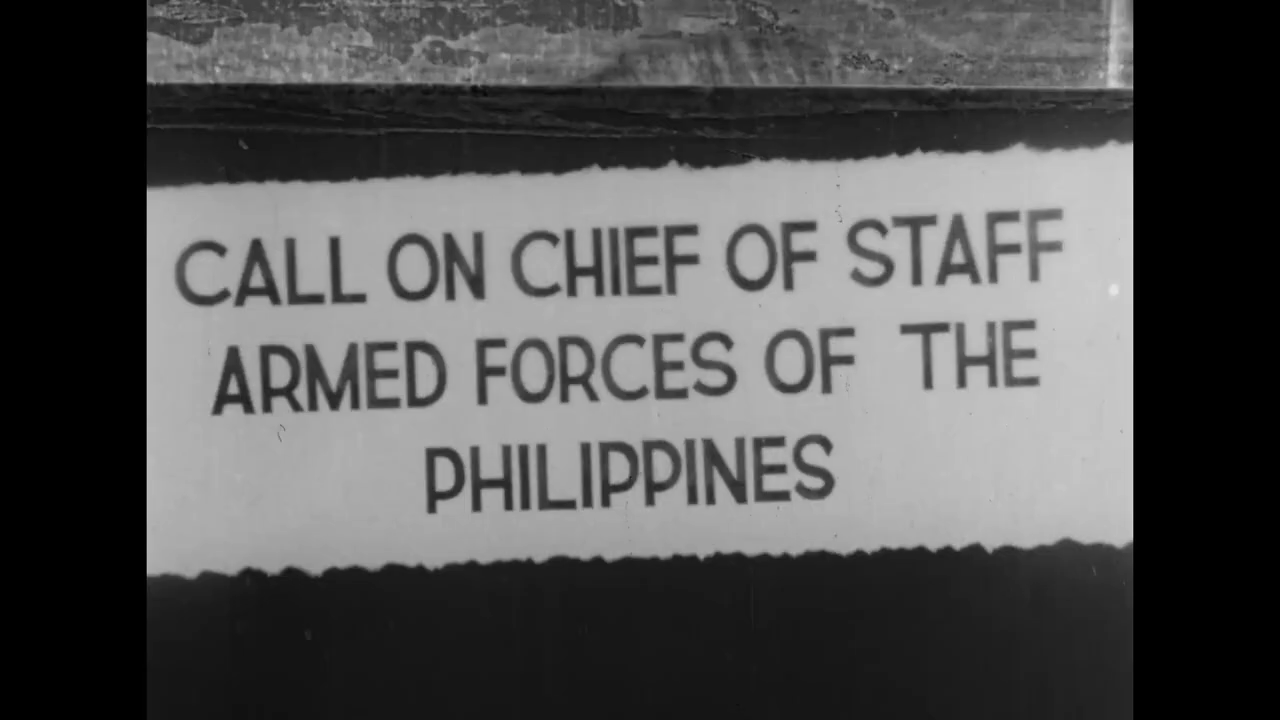 CALL ON CHIEF OF STAFF
ARMED FORCES OF THE
PHILIPPINES